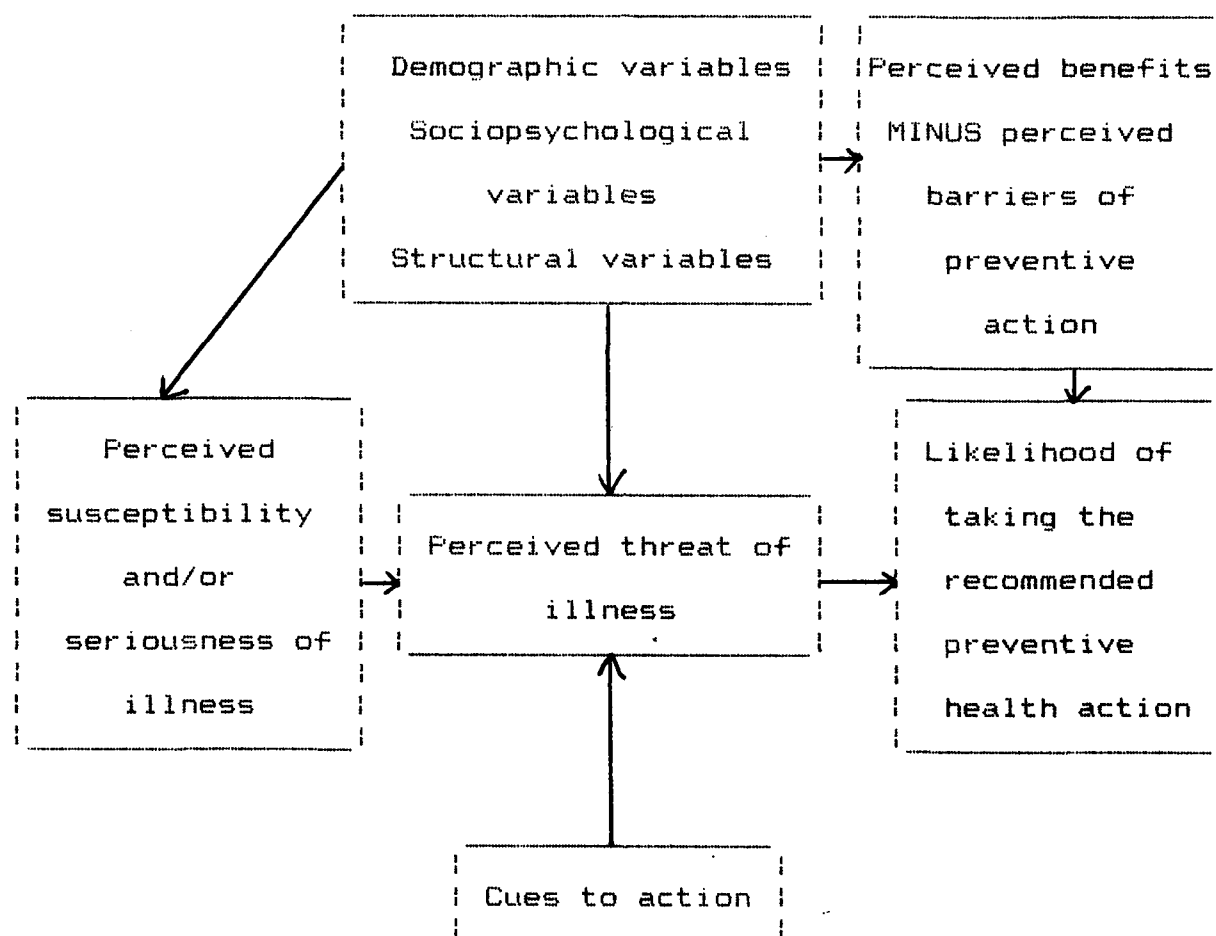 Demographic variables
Sociopsychological
variables
Structural variables
Perceived benefits
MINUS perceived
barriers of
preventive
action
Perceived
susceptibility
and/or
seriousness of
illness
Perceived threat of
illness
Likelihood of
taking the
recommended
preventive
health action
Cues to action